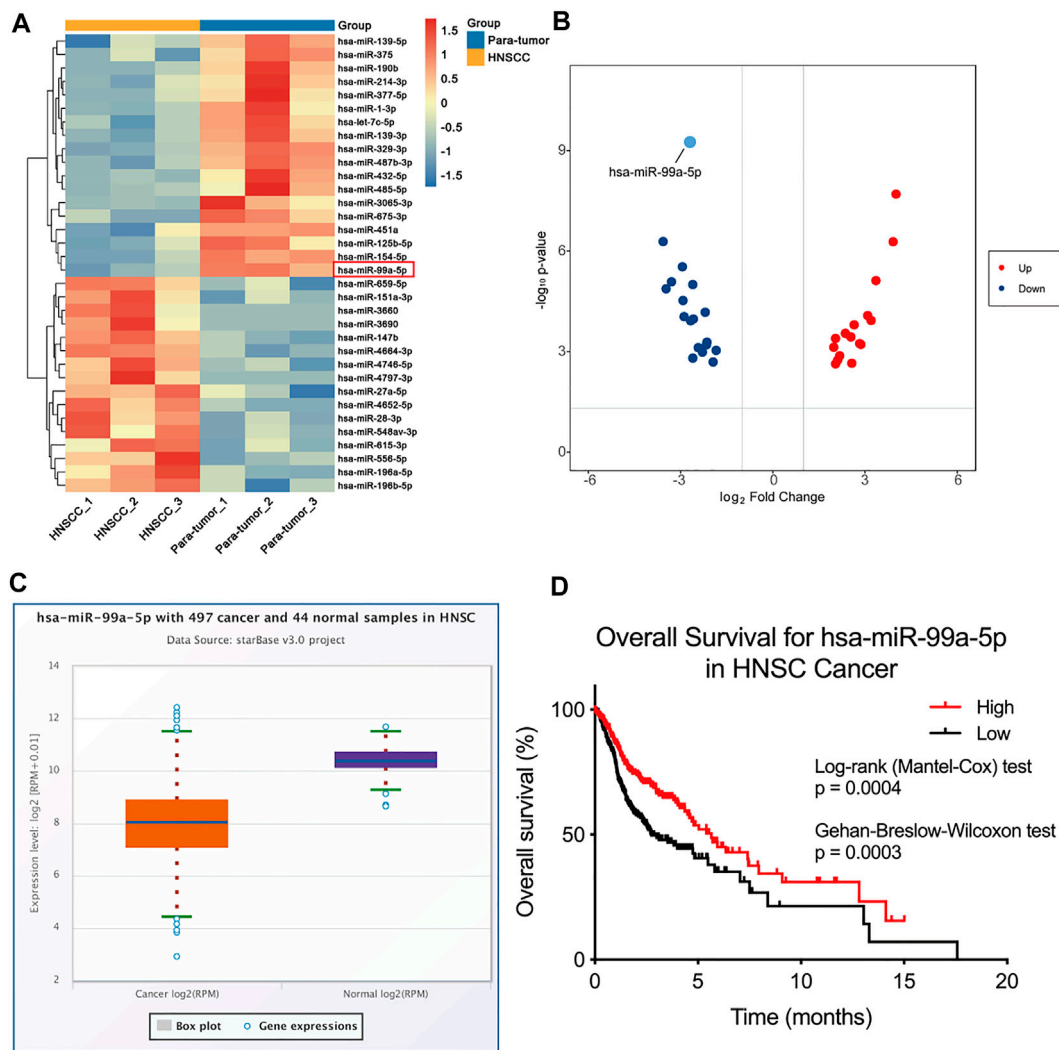 A
Group
hsa-miR-139-5p
hsa-miR-375
hsa-miR-190b
hsa-miR-214-3p
hsa-miR-377-5p
hsa-miR-1-3p
hsa-let-7c-5p
hsa-miR-139-3p
hsa-miR-329-3p
hsa-miR-487b-3p
hsa-miR-432-5p
hsa-miR-485-5p
hsa-miR-3065-3p
hsa-miR-675-3p
hsa-miR-451a
hsa-miR-125b-5p
hsa-miR-154-5p
hsa-miR-99a-5p
hsa-miR-659-5p
hsa-miR-151a-3p
hsa-miR-3660
hsa-miR-3690
hsa-miR-147b
hsa-miR-4664-3p
hsa-miR-4746-5p
hsa-miR-4797-3p
hsa-miR-27a-5p
hsa-miR-4652-5p
hsa-miR-28-3p
hsa-miR-548av-3p
hsa-miR-615-3p
hsa-miR-556-5p
hsa-miR-196a-5p
hsa-miR-196b-5p
HNSCC_1
HNSCC_2
HNSCC_3
Para-tumor_1
Para-tumor_2
Para-tumor_3
1.5
1
0.5
0
-0.5
-1
-1.5
Group
Para-tumor
HNSCC
B
-log10 p-value
9
6
3
0
hsa-miR-99a-5p
-6
-3
0
3
6
log2 Fold Change
Up
Down
C
hsa-miR-99a-5p with 497 cancer and 44 normal samples in HNSC
Data Source: starBase v3.0 project
Expression level: log2 [RPM+0.01]
14
12
10
8
6
4
2
Cancer log2(RPM)
Normal log2(RPM)
Box plot
Gene expressions
D
Overall Survival for hsa-miR-99a-5p
in HNSC Cancer
High
Low
Log-rank (Mantel-Cox) test
p = 0.0004
Gehan-Breslow-Wilcoxon test
p = 0.0003
Overall survival (%)
100
50
0
0
5
10
15
20
Time (months)